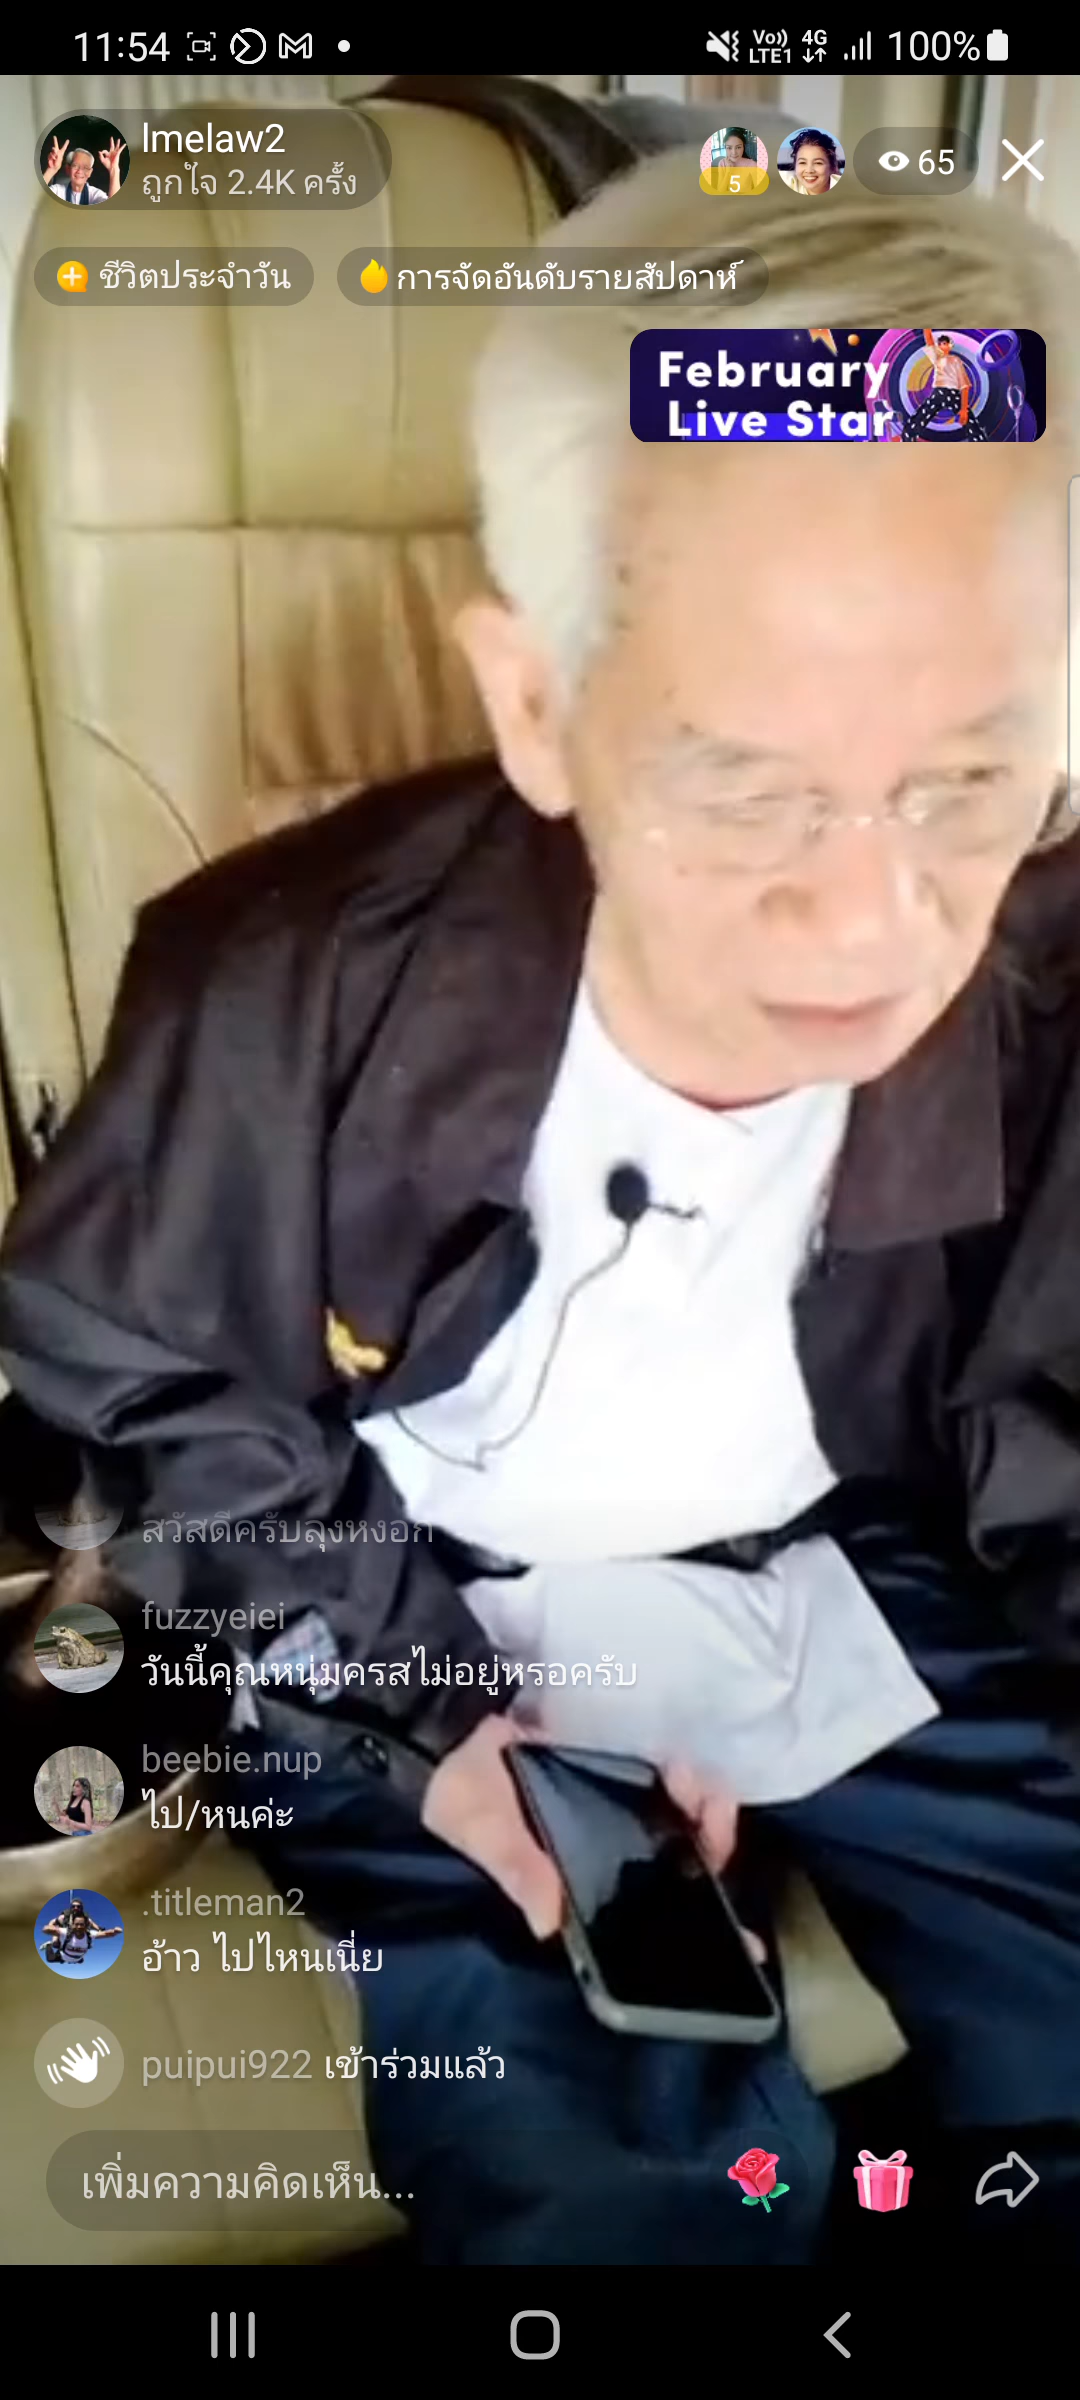 11:54
Vo)) LTE1 4G 100%
lmelaw2
ถูกใจ 2.4K ครั้ง
5
65
ชีวิตประจำวัน
การจัดอันดับรายสัปดาห์
February
Live Star
สวัสดีครับลุงหงอก
fuzzyeiei
วันนี้คุณหนุ่มครสไม่อยู่หรอครับ
beebie.nup
ไป/หนค่ะ
.titleman2
อ้าว ไปไหนเนี่ย
puipui922 เข้าร่วมแล้ว
เพิ่มความคิดเห็น...